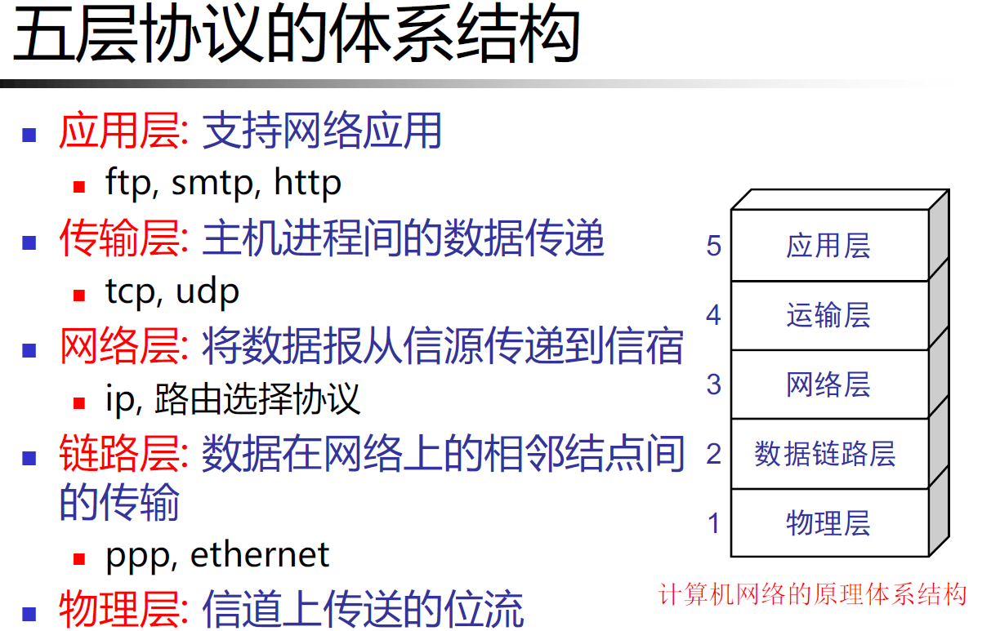 五层协议的体系结构
应用层: 支持网络应用
ftp, smtp, http
传输层: 主机进程间的数据传递
tcp, udp
网络层: 将数据报从信源传递到信宿
ip, 路由选择协议
链路层: 数据在网络上的相邻结点间
的传输
ppp, ethernet
物理层: 信道上传送的位流
5 应用层
4 运输层
3 网络层
2 数据链路层
1 物理层
计算机网络的原理体系结构